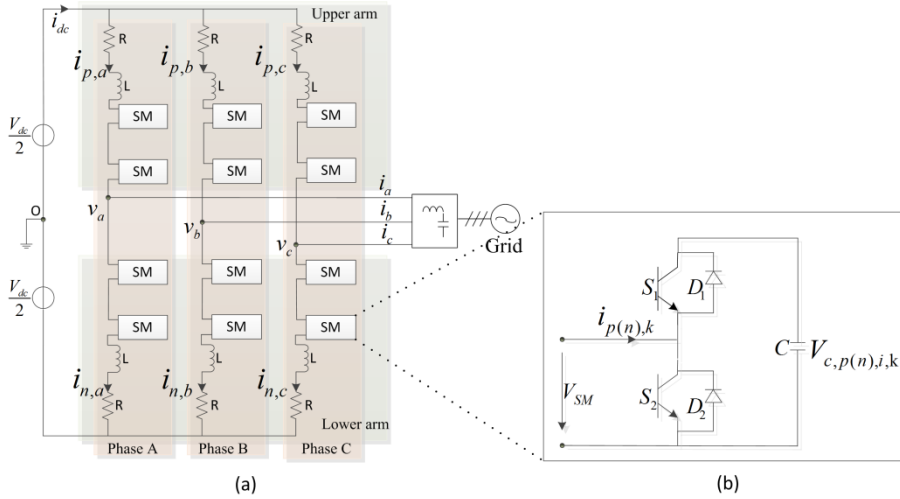 i_dc
Upper arm
R R R
i_p,a i_p,b i_p,c
L L L
SM SM SM
V_dc/2
SM SM SM
i_a
O
v_a
i_b
v_b
i_c
v_c
Grid
SM SM SM
V_dc/2
SM SM SM
L L L
i_n,a i_n,b i_n,c
R R R
Lower arm
Phase A Phase B Phase C
S_1 D_1
i_p(n),k
C V_c,p(n),i,k
V_SM
S_2 D_2
(a) (b)